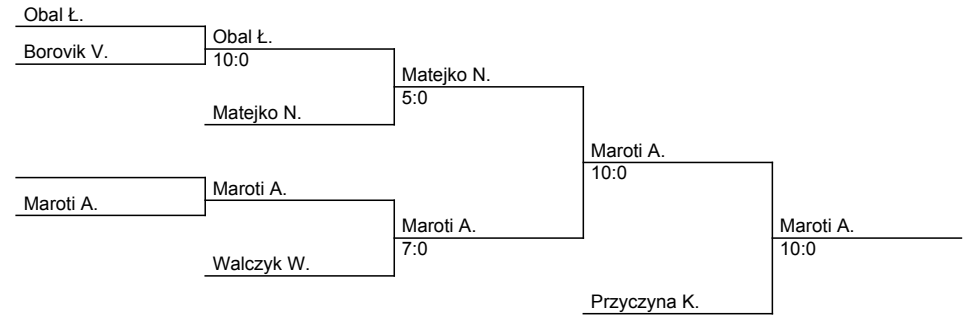 Obal Ł.
Borovik V.
Obal Ł.
10:0
Matejko N.
Matejko N.
5:0
Maroti A.
Maroti A.
Walczyk W.
Maroti A.
7:0
Maroti A.
10:0
Przyczyna K.
Maroti A.
10:0